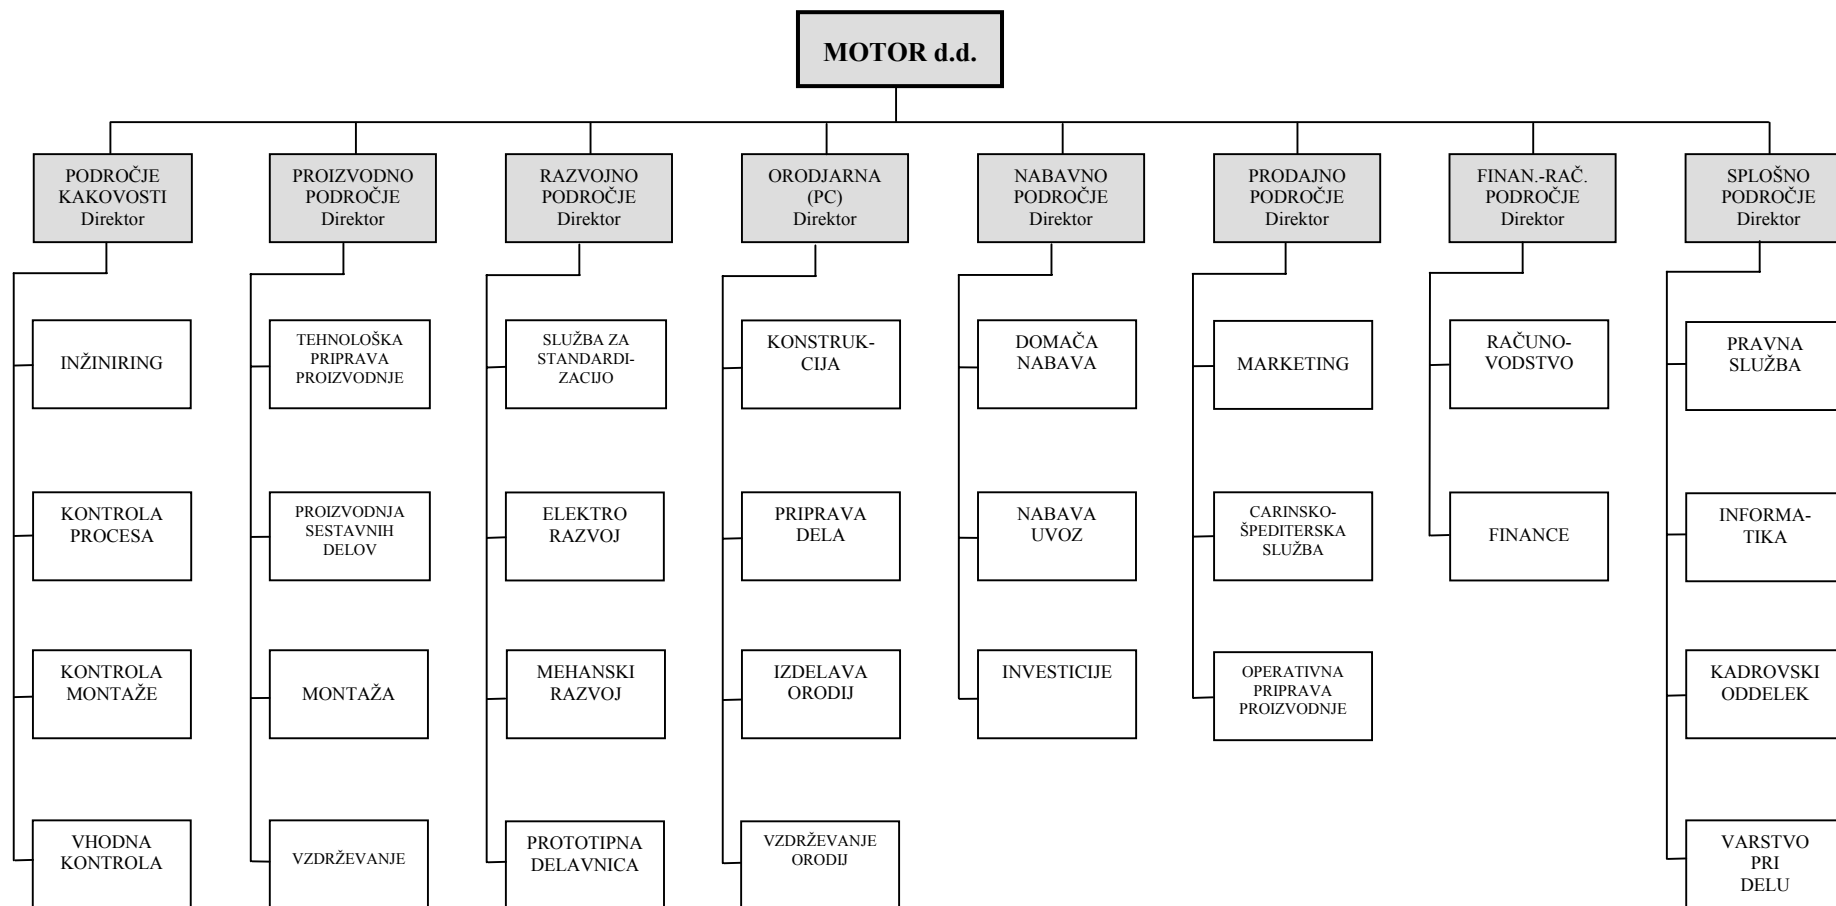 MOTOR d.d.
PODROČJE
KAKOVOSTI
Direktor
PROIZVODNO
PODROČJE
Direktor
RAZVOJNO
PODROČJE
Direktor
ORODJARNA
(PC)
Direktor
NABAVNO
PODROČJE
Direktor
PRODAJNO
PODROČJE
Direktor
FINAN.-RAČ.
PODROČJE
Direktor
SPLOŠNO
PODROČJE
Direktor
INŽINIRING
TEHNOLOŠKA
PRIPRAVA
PROIZVODNJE
SLUŽBA ZA
STANDARDI-
ZACIJO
KONSTRUK-
CIJA
DOMAČA
NABAVA
MARKETING
RAČUNO-
VODSTVO
PRAVNA
SLUŽBA
KONTROLA
PROCESA
PROIZVODNJA
SESTAVNIH
DELOV
ELEKTRO
RAZVOJ
PRIPRAVA
DELA
NABAVA
UVOZ
CARINSKO-
ŠPEDITERSKA
SLUŽBA
FINANCE
INFORMA-
TIKA
KONTROLA
MONTAŽE
MONTAŽA
MEHANSKI
RAZVOJ
IZDELAVA
ORODIJ
INVESTICIJE
OPERATIVNA
PRIPRAVA
PROIZVODNJE
KADROVSKI
ODDELEK
VHODNA
KONTROLA
VZDRŽEVANJE
PROTOTIPNA
DELAVNICA
VZDRŽEVANJE
ORODIJ
VARSTVO
PRI
DELU